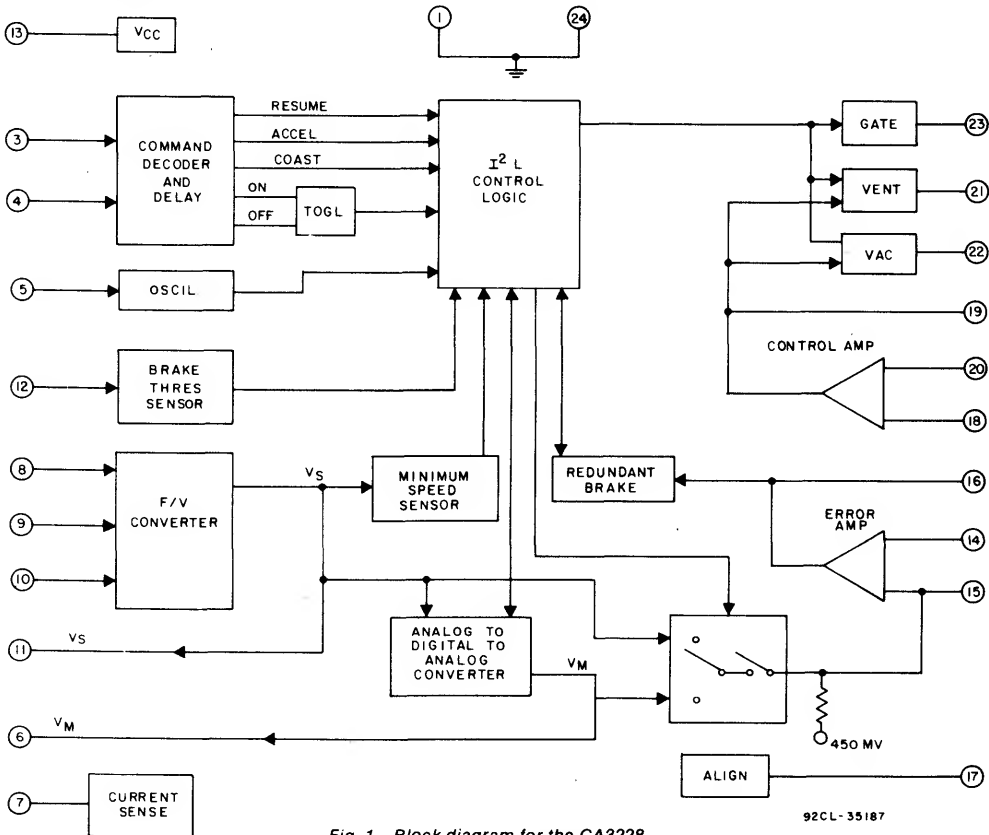 13
VCC
1
24
3
4
COMMAND
DECODER
AND
DELAY
RESUME
ACCEL
COAST
ON
OFF
TOGL
I² L
CONTROL
LOGIC
GATE
23
VENT
21
VAC
22
5
OSCIL
19
CONTROL AMP
20
18
12
BRAKE
THRES
SENSOR
8
9
10
F/V
CONVERTER
VS
MINIMUM
SPEED
SENSOR
REDUNDANT
BRAKE
16
ERROR
AMP
14
15
11
VS
ANALOG TO
DIGITAL TO
ANALOG
CONVERTER
VM
6
VM
450 MV
ALIGN
17
7
CURRENT
SENSE
92CL-35187
Fig. 1 - Block diagram for the CA3228